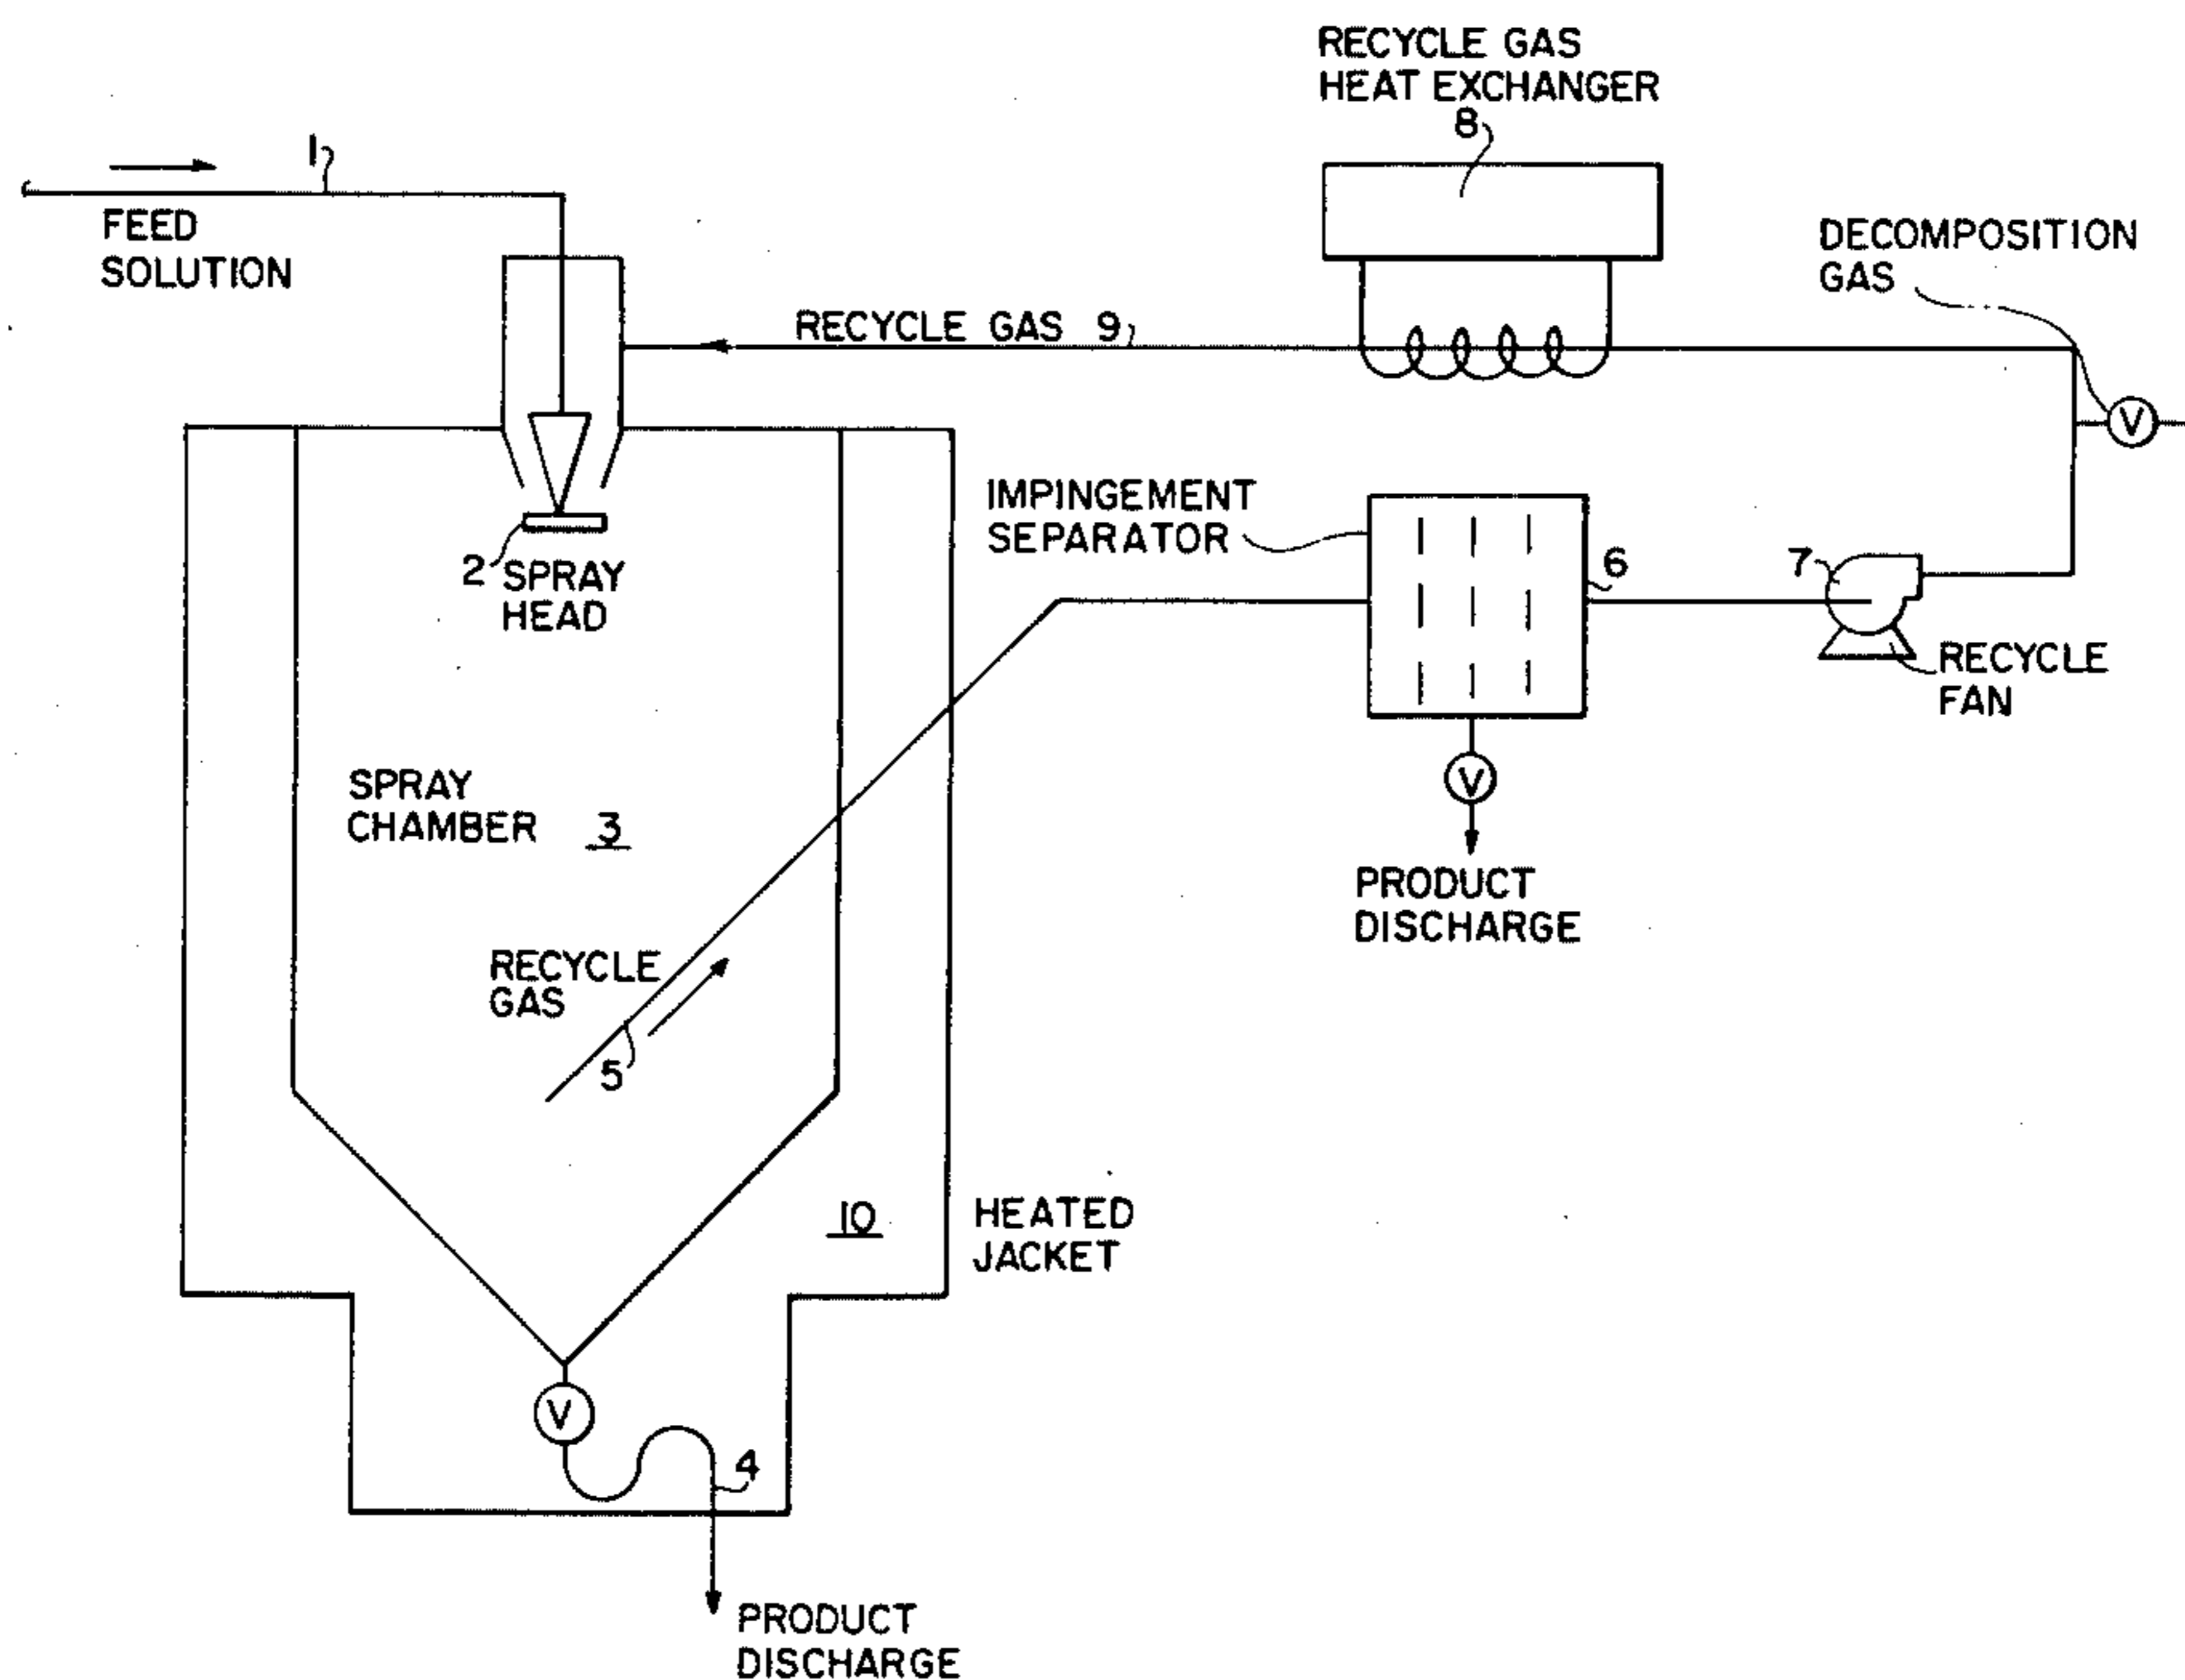 RECYCLE GAS
HEAT EXCHANGER
8
1
FEED
SOLUTION
DECOMPOSITION
GAS
RECYCLE GAS 9
V
IMPINGEMENT
SEPARATOR
2 SPRAY
HEAD
6
7
RECYCLE
FAN
V
SPRAY
CHAMBER 3
PRODUCT
DISCHARGE
RECYCLE
GAS
5
10
HEATED
JACKET
V
4
PRODUCT
DISCHARGE